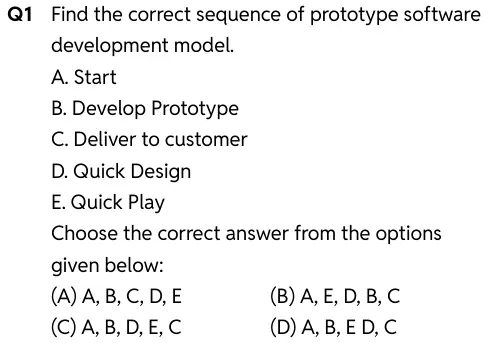 Q1 Find the correct sequence of prototype software
development model.
A. Start
B. Develop Prototype
C. Deliver to customer
D. Quick Design
E. Quick Play
Choose the correct answer from the options
given below:
(A) A, B, C, D, E (B) A, E, D, B, C
(C) A, B, D, E, C (D) A, B, E D, C